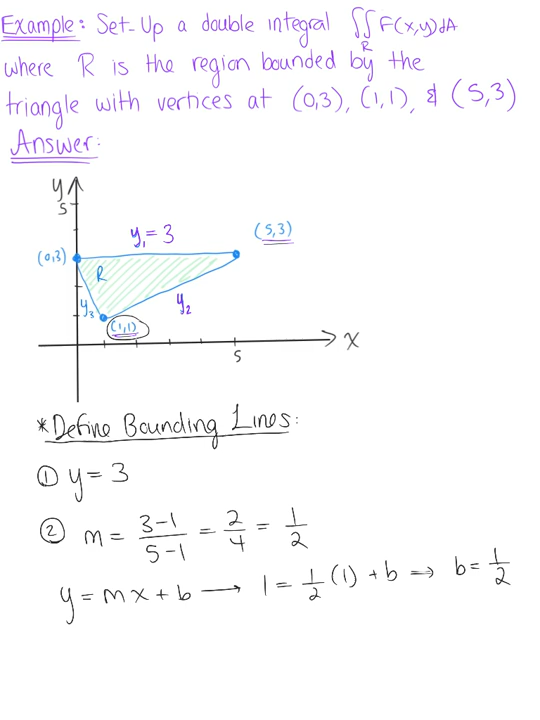 Example: Set-Up a double integral ∬_R F(x,y)dA
where R is the region bounded by the
triangle with vertices at (0,3), (1,1), & (5,3)
Answer:
y
5
y₁ = 3
(5,3)
(0,3)
R
y₃
y₂
(1,1)
x
5
*Define Bounding Lines:
① y = 3
② m = (3-1)/(5-1) = 2/4 = 1/2
y = mx + b → 1 = 1/2 (1) + b ⇒ b = 1/2